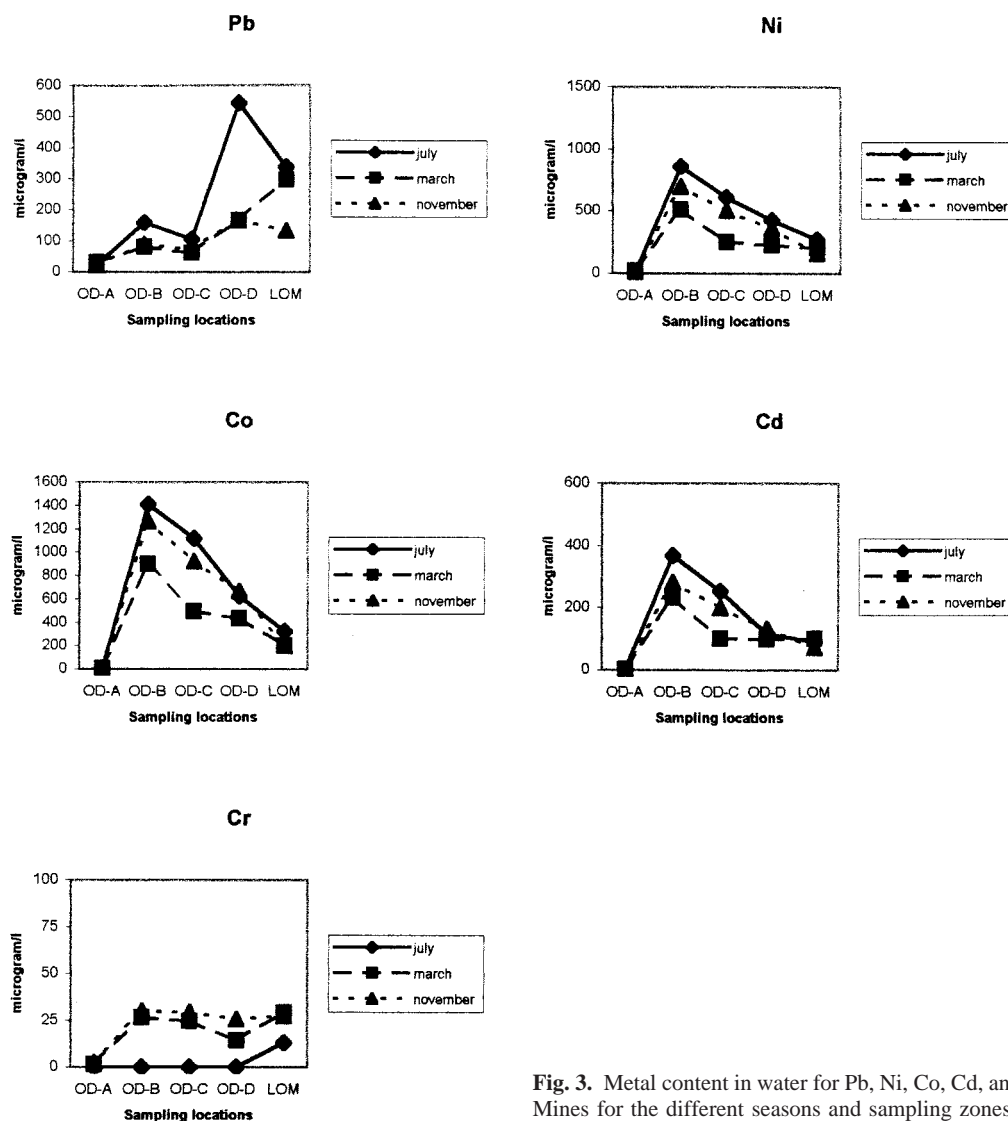 Pb
600
500
400
300
200
100
0
microgram/l
OD-A OD-B OD-C OD-D LOM
Sampling locations
july
march
november
Ni
1500
1000
500
0
microgram/l
OD-A OD-B OD-C OD-D LOM
Sampling locations
july
march
november
Co
1600
1400
1200
1000
800
600
400
200
0
microgram/l
OD-A OD-B OD-C OD-D LOM
Sampling locations
july
march
november
Cd
600
400
200
0
microgram/l
OD-A OD-B OD-C OD-D LOM
Sampling locations
july
march
november
Cr
100
75
50
25
0
microgram/l
OD-A OD-B OD-C OD-D LOM
Sampling locations
july
march
november
Fig. 3. Metal content in water for Pb, Ni, Co, Cd, an
Mines for the different seasons and sampling zones